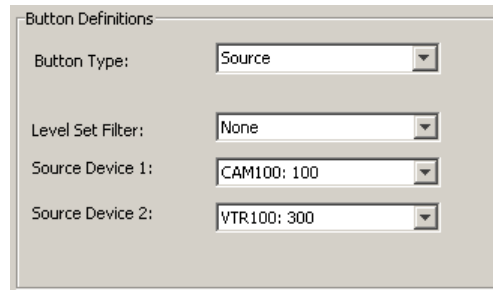 Button Definitions
Button Type: Source
Level Set Filter: None
Source Device 1: CAM100: 100
Source Device 2: VTR100: 300